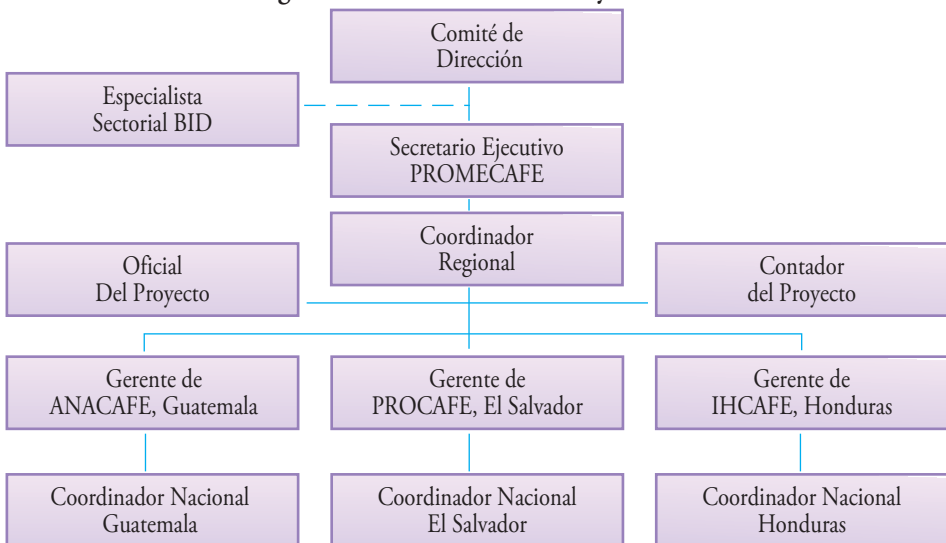 Comité de
Dirección
Especialista
Sectorial BID
Secretario Ejecutivo
PROMECAFE
Coordinador
Regional
Oficial
Del Proyecto
Contador
del Proyecto
Gerente de
ANACAFE, Guatemala
Gerente de
PROCAFE, El Salvador
Gerente de
IHCAFE, Honduras
Coordinador Nacional
Guatemala
Coordinador Nacional
El Salvador
Coordinador Nacional
Honduras